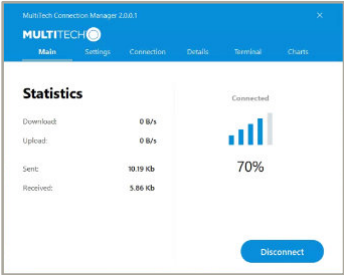 MultiTech Connection Manager 2.0.0.1
MULTITECH
Main Settings Connection Details Terminal Charts
Statistics
Connected
Download: 0 B/s
Upload: 0 B/s
70%
Sent: 10.19 Kb
Received: 5.86 Kb
Disconnect